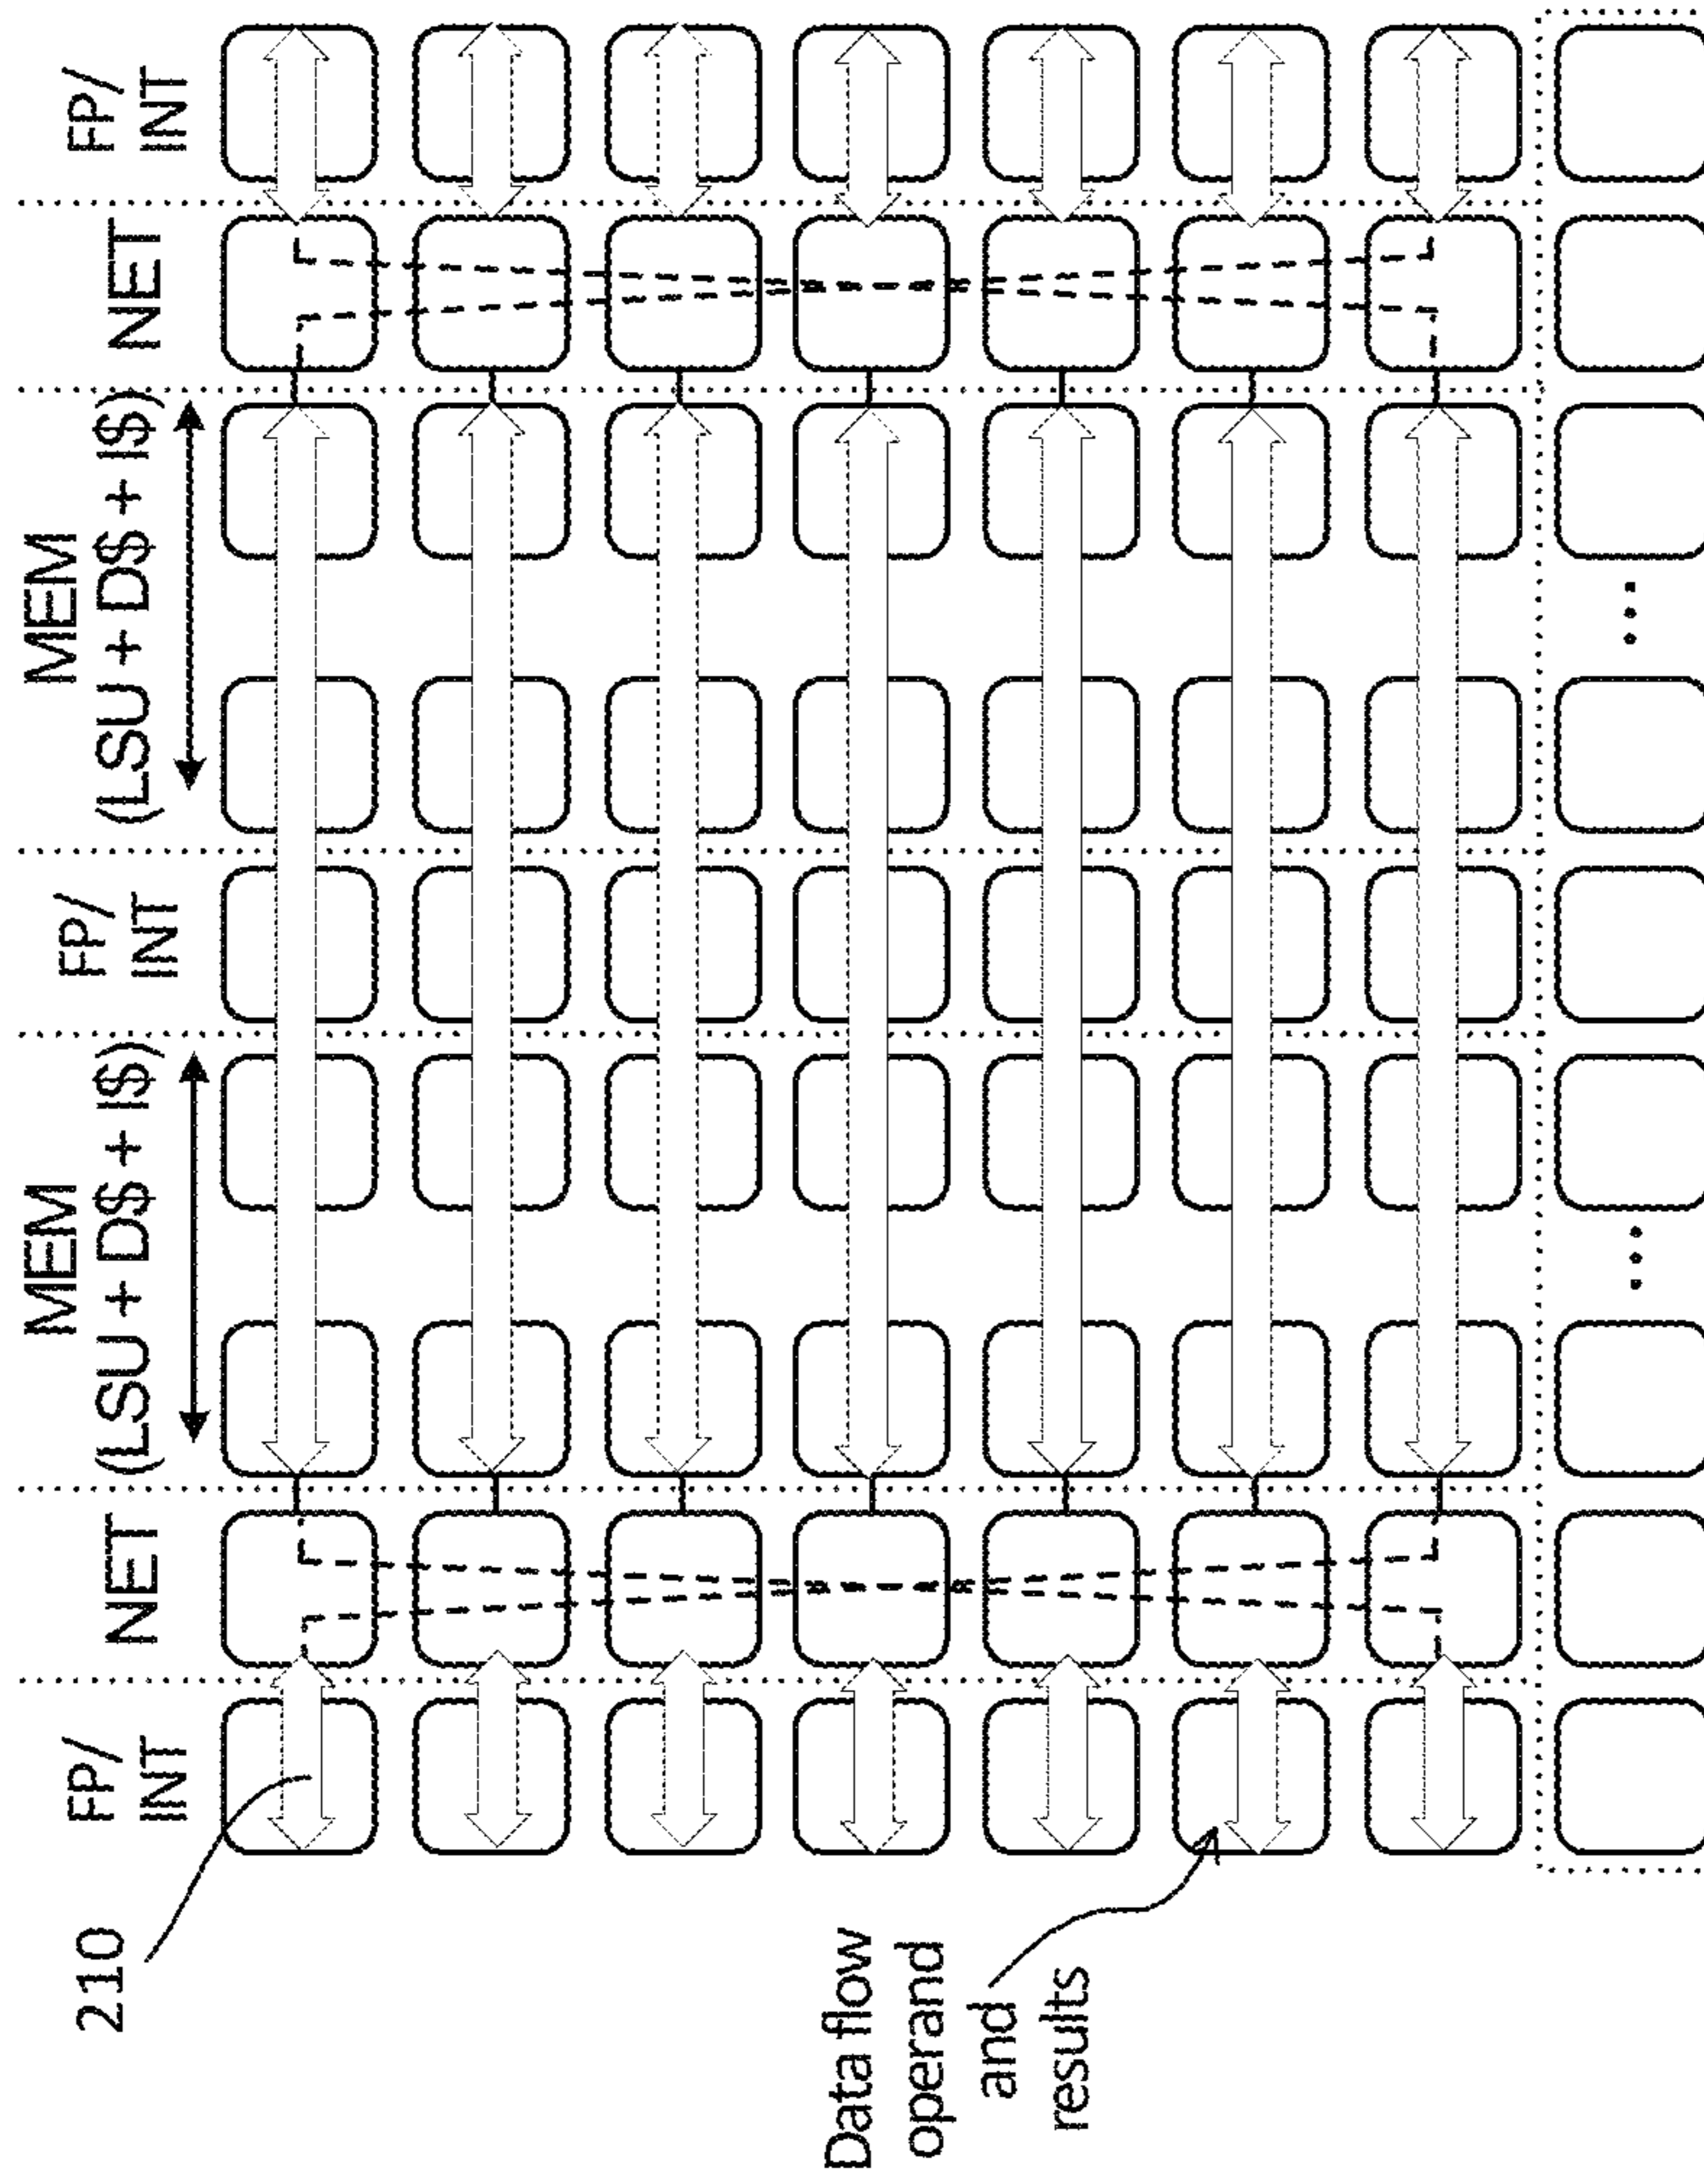 210
FP/
INT
NET
MEM
(LSU + D$ + I$)
FP/
INT
MEM
(LSU + D$ + I$)
NET
FP/
INT
Data flow
operand
and
results